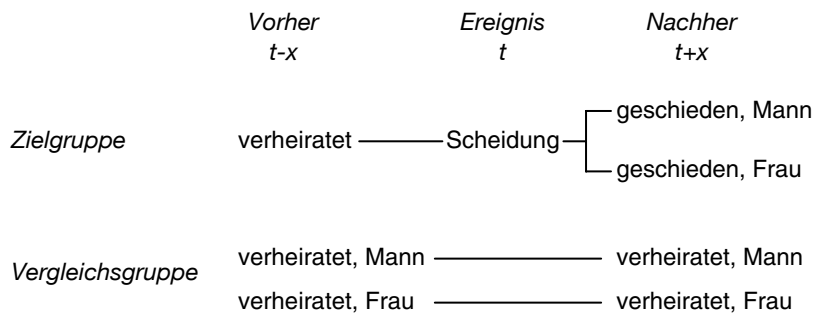 Vorher Ereignis Nachher
t-x t t+x
geschieden, Mann
Zielgruppe verheiratet Scheidung
geschieden, Frau
verheiratet, Mann verheiratet, Mann
Vergleichsgruppe
verheiratet, Frau verheiratet, Frau